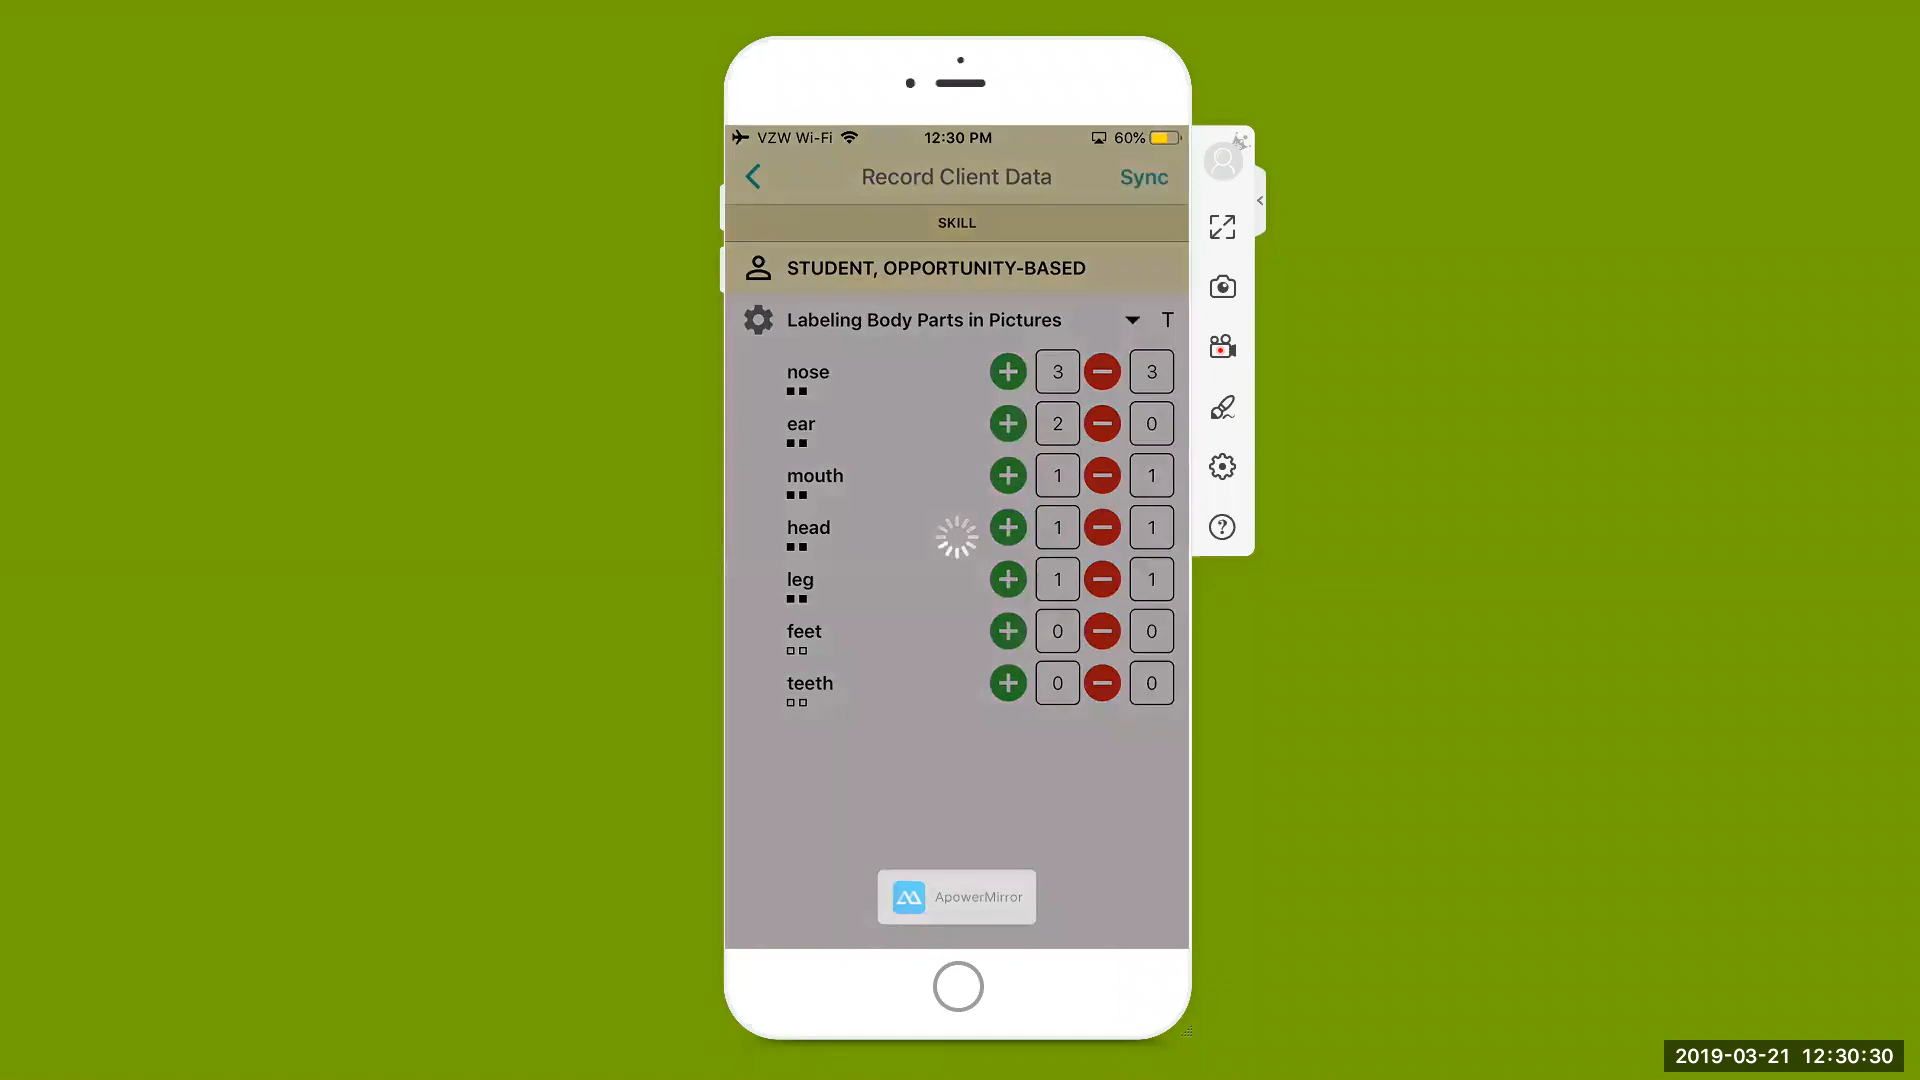 VZW Wi-Fi 12:30 PM 60%
Record Client Data Sync
SKILL
STUDENT, OPPORTUNITY-BASED
Labeling Body Parts in Pictures T
nose 3 3
ear 2 0
mouth 1 1
head 1 1
leg 1 1
feet 0 0
teeth 0 0
ApowerMirror
2019-03-21 12:30:30